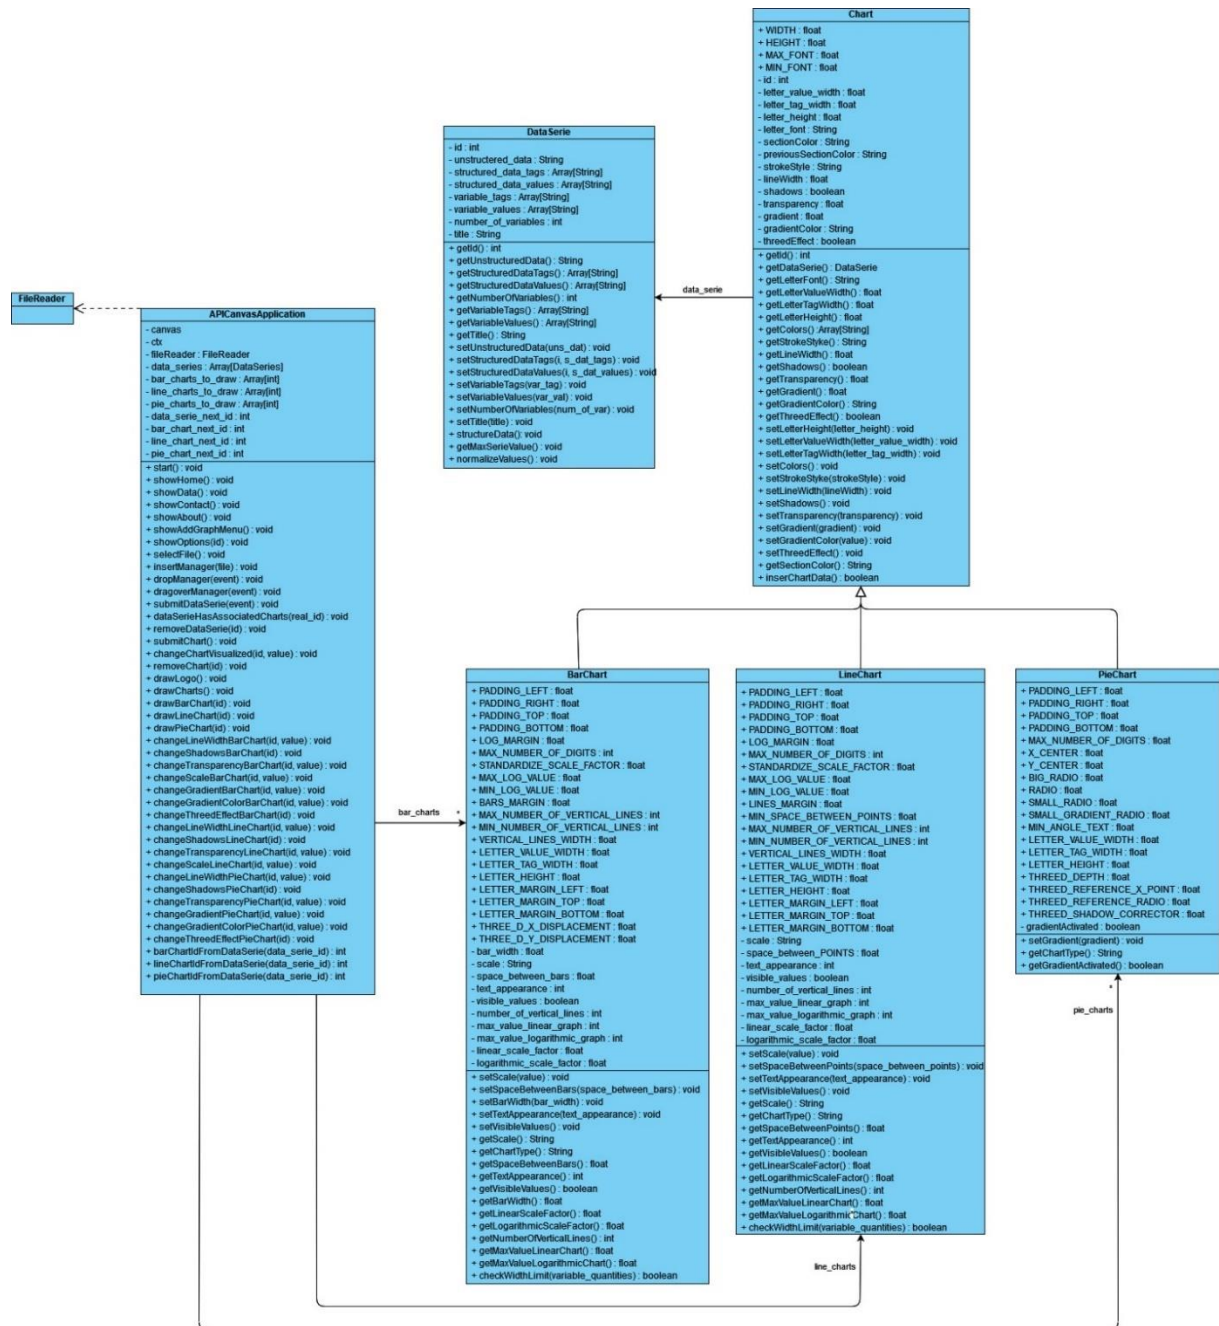 Chart
+ WIDTH : float
+ HEIGHT : float
+ MAX_FONT : float
+ MIN_FONT : float
- id : int
- letter_value_width : float
- letter_tag_width : float
- letter_height : float
- letter_font : String
- sectionColor : String
- previousSectionColor : String
- strokeStyle : String
- lineWidth : float
- shadows : boolean
- transparency : float
- gradient : float
- gradientColor : String
- threedEffect : boolean
+ getId() : int
+ getDataSerie() : DataSerie
+ getLetterFont() : String
+ getLetterValueWidth() : float
+ getLetterTagWidth() : float
+ getLetterHeight() : float
+ getColors() :Array[String]
+ getStrokeStyke() : String
+ getLineWidth() : float
+ getShadows() : boolean
+ getTransparency() : float
+ getGradient() : float
+ getGradientColor() : String
+ getThreedEffect() : boolean
+ setLetterHeight(letter_height) : void
+ setLetterValueWidth(letter_value_width) : void
+ setLetterTagWidth(letter_tag_width) : void
+ setColors() : void
+ setStrokeStyke(strokeStyle) : void
+ setLineWidth(lineWidth) : void
+ setShadows() : void
+ setTransparency(transparency) : void
+ setGradient(gradient) : void
+ setGradientColor(value) : void
+ setThreedEffect() : void
+ getSectionColor() : String
+ inserChartData() : boolean
DataSerie
- id : int
- unstructered_data : String
- structured_data_tags : Array[String]
- structured_data_values : Array[String]
- variable_tags : Array[String]
- variable_values : Array[String]
- number_of_variables : int
- title : String
+ getId() : int
+ getUnstructuredData() : String
+ getStructuredDataTags() : Array[String]
+ getStructuredDataValues() : Array[String]
+ getNumberOfVariables() : int
+ getVariableTags() : Array[String]
+ getVariableValues() : Array[String]
+ getTitle() : String
+ setUnstructuredData(uns_dat) : void
+ setStructuredDataTags(i, s_dat_tags) : void
+ setStructuredDataValues(i, s_dat_values) : void
+ setVariableTags(var_tag) : void
+ setVariableValues(var_val) : void
+ setNumberOfVariables(num_of_var) : void
+ setTitle(title) : void
+ structureData(): void
+ getMaxSerieValue() : void
+ normalizeValues() : void
data_serie
FileReader
APICanvasApplication
- canvas
- ctx
- fileReader : FileReader
- data_series : Array[DataSeries]
- bar_charts_to_draw : Array[int]
- line_charts_to_draw : Array[int]
- pie_charts_to_draw : Array[int]
- data_serie_next_id : int
- bar_chart_next_id : int
- line_chart_next_id : int
- pie_chart_next_id : int
+ start() : void
+ showHome() : void
+ showData() : void
+ showContact() : void
+ showAbout() : void
+ showAddGraphMenu() : void
+ showOptions(id) : void
+ selectFile() : void
+ insertManager(file) : void
+ dropManager(event) : void
+ dragoverManager(event) : void
+ submitDataSerie(event) : void
+ dataSerieHasAssociatedCharts(real_id) : void
+ removeDataSerie(id) : void
+ submitChart() : void
+ changeChartVisualized(id, value) : void
+ removeChart(id) : void
+ drawLogo() : void
+ drawCharts() : void
+ drawBarChart(id) : void
+ drawLineChart(id) : void
+ drawPieChart(id) : void
+ changeLineWidthBarChart(id, value) : void
+ changeShadowsBarChart(id) : void
+ changeTransparencyBarChart(id, value) : void
+ changeScaleBarChart(id, value) : void
+ changeGradientBarChart(id, value) : void
+ changeGradientColorBarChart(id, value) : void
+ changeThreedEffectBarChart(id) : void
+ changeLineWidthLineChart(id, value) : void
+ changeShadowsLineChart(id) : void
+ changeTransparencyLineChart(id, value) : void
+ changeScaleLineChart(id, value) : void
+ changeLineWidthPieChart(id, value) : void
+ changeShadowsPieChart(id) : void
+ changeTransparencyPieChart(id, value) : void
+ changeGradientPieChart(id, value) : void
+ changeGradientColorPieChart(id, value) : void
+ changeThreedEffectPieChart(id) : void
+ barChartIdFromDataSerie(data_serie_id) : int
+ lineChartIdFromDataSerie(data_serie_id) : int
+ pieChartIdFromDataSerie(data_serie_id) : int
bar_charts
*
BarChart
+ PADDING_LEFT : float
+ PADDING_RIGHT : float
+ PADDING_TOP : float
+ PADDING_BOTTOM : float
+ LOG_MARGIN : float
+ MAX_NUMBER_OF_DIGITS : int
+ STANDARDIZE_SCALE_FACTOR : float
+ MAX_LOG_VALUE : float
+ MIN_LOG_VALUE : float
+ BARS_MARGIN : float
+ MAX_NUMBER_OF_VERTICAL_LINES : int
+ MIN_NUMBER_OF_VERTICAL_LINES : int
+ VERTICAL_LINES_WIDTH : float
+ LETTER_VALUE_WIDTH : float
+ LETTER_TAG_WIDTH : float
+ LETTER_HEIGHT : float
+ LETTER_MARGIN_LEFT : float
+ LETTER_MARGIN_TOP : float
+ LETTER_MARGIN_BOTTOM : float
+ THREE_D_X_DISPLACEMENT : float
+ THREE_D_Y_DISPLACEMENT : float
- bar_width : float
- scale : String
- space_between_bars : float
- text_appearance : int
- visible_values : boolean
- number_of_vertical_lines : int
- max_value_linear_graph : int
- max_value_logarithmic_graph : int
- linear_scale_factor : float
- logarithmic_scale_factor : float
+ setScale(value) : void
+ setSpaceBetweenBars(space_between_bars) : void
+ setBarWidth(bar_width) : void
+ setTextAppearance(text_appearance) : void
+ setVisibleValues() : void
+ getScale() : String
+ getChartType() : String
+ getSpaceBetweenBars() : float
+ getTextAppearance() : int
+ getVisibleValues() : boolean
+ getBarWidth() : float
+ getLinearScaleFactor() : float
+ getLogarithmicScaleFactor() : float
+ getNumberOfVerticalLines() : int
+ getMaxValueLinearChart() : float
+ getMaxValueLogarithmicChart() : float
+ checkWidthLimit(variable_quantities) : boolean
LineChart
+ PADDING_LEFT : float
+ PADDING_RIGHT : float
+ PADDING_TOP : float
+ PADDING_BOTTOM : float
+ LOG_MARGIN : float
+ MAX_NUMBER_OF_DIGITS : int
+ STANDARDIZE_SCALE_FACTOR : float
+ MAX_LOG_VALUE : float
+ MIN_LOG_VALUE : float
+ LINES_MARGIN : float
+ MIN_SPACE_BETWEEN_POINTS : float
+ MAX_NUMBER_OF_VERTICAL_LINES : int
+ MIN_NUMBER_OF_VERTICAL_LINES : int
+ VERTICAL_LINES_WIDTH : float
+ LETTER_VALUE_WIDTH : float
+ LETTER_TAG_WIDTH : float
+ LETTER_HEIGHT : float
+ LETTER_MARGIN_LEFT : float
+ LETTER_MARGIN_TOP : float
+ LETTER_MARGIN_BOTTOM : float
- scale : String
- space_between_POINTS : float
- text_appearance : int
- visible_values : boolean
- number_of_vertical_lines : int
- max_value_linear_graph : int
- max_value_logarithmic_graph : int
- linear_scale_factor : float
- logarithmic_scale_factor : float
+ setScale(value) : void
+ setSpaceBetweenPoints(space_between_points) : void
+ setTextAppearance(text_appearance) : void
+ setVisibleValues() : void
+ getScale() : String
+ getChartType() : String
+ getSpaceBetweenPoints() : float
+ getTextAppearance() : int
+ getVisibleValues() : boolean
+ getLinearScaleFactor() : float
+ getLogarithmicScaleFactor() : float
+ getNumberOfVerticalLines() : int
+ getMaxValueLinearChart() : float
+ getMaxValueLogarithmicChart() : float
+ checkWidthLimit(variable_quantities) : boolean
line_charts
PieChart
+ PADDING_LEFT : float
+ PADDING_RIGHT : float
+ PADDING_TOP : float
+ PADDING_BOTTOM : float
+ MAX_NUMBER_OF_DIGITS : float
+ X_CENTER : float
+ Y_CENTER : float
+ BIG_RADIO : float
+ RADIO : float
+ SMALL_RADIO : float
+ SMALL_GRADIENT_RADIO : float
+ MIN_ANGLE_TEXT : float
+ LETTER_VALUE_WIDTH : float
+ LETTER_TAG_WIDTH : float
+ LETTER_HEIGHT : float
+ THREED_DEPTH : float
+ THREED_REFERENCE_X_POINT : float
+ THREED_REFERENCE_RADIO : float
+ THREED_SHADOW_CORRECTOR : float
- gradientActivated : boolean
+ setGradient(gradient) : void
+ getChartType() : String
+ getGradientActivated() : boolean
*
pie_charts